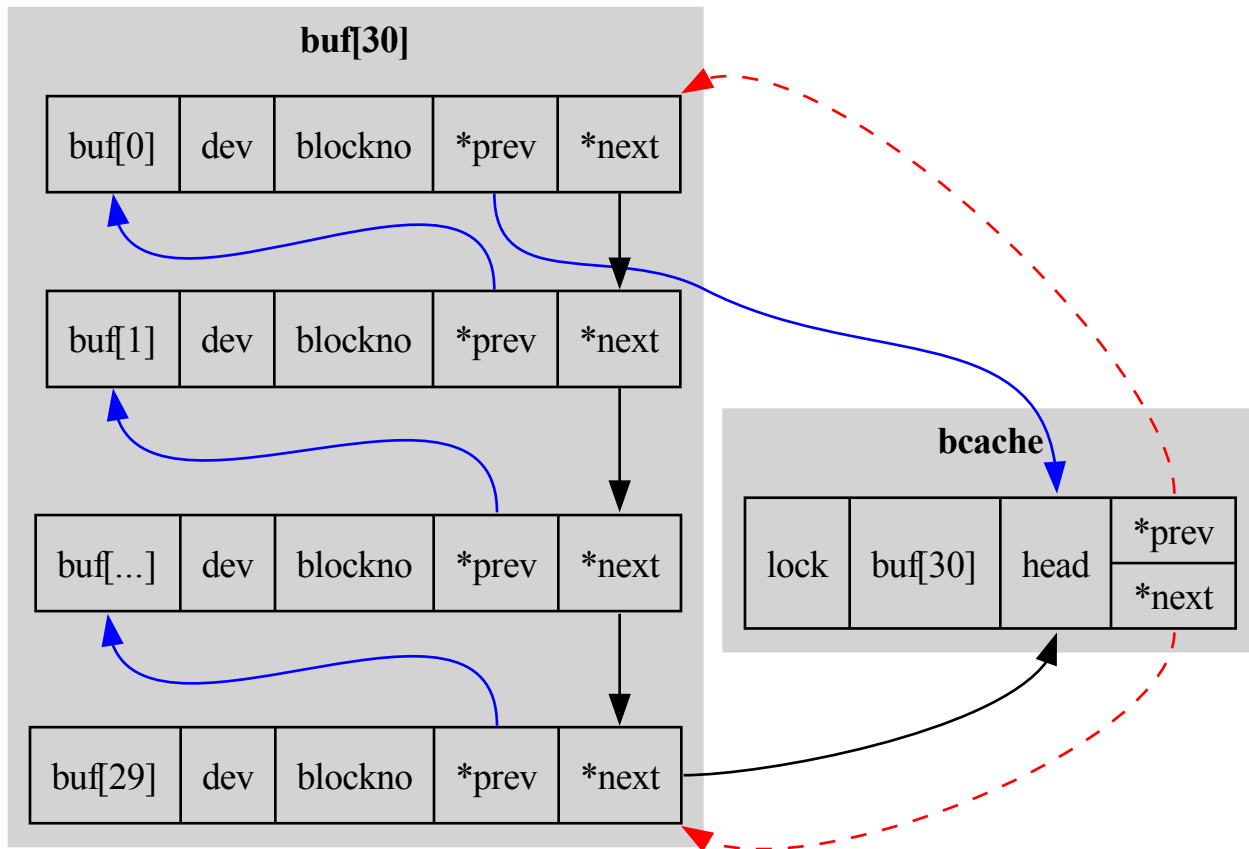 buf[30]
buf[0] dev blockno *prev *next
buf[1] dev blockno *prev *next
bcache
lock buf[30] head *prev
*next
buf[...] dev blockno *prev *next
buf[29] dev blockno *prev *next